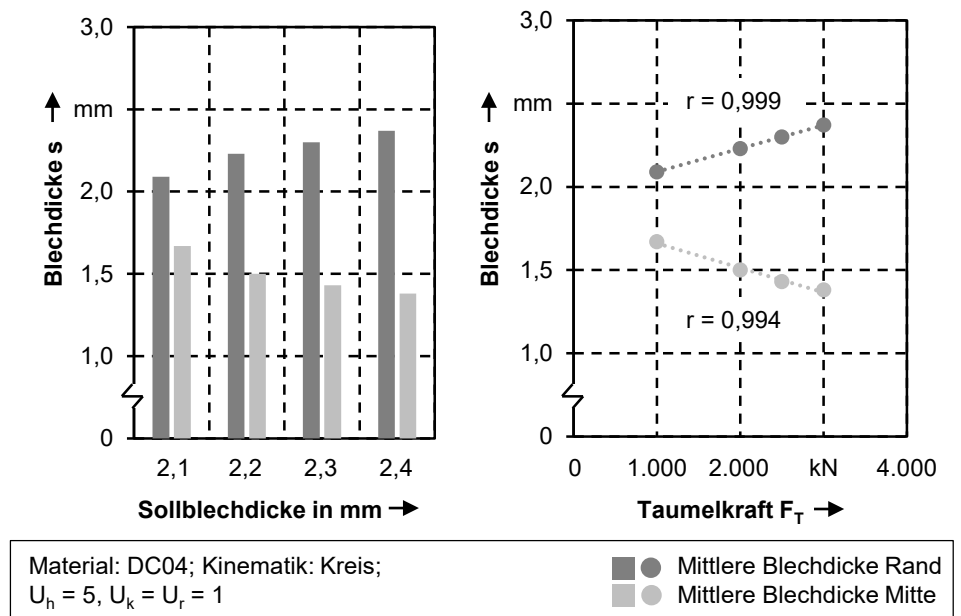 3,0
mm
2,0
1,5
1,0
0
Blechdicke s
2,1 2,2 2,3 2,4
Sollblechdicke in mm
3,0
mm
2,0
1,5
1,0
0
Blechdicke s
r = 0,999
r = 0,994
0 1.000 2.000 kN 4.000
Taumelkraft F_T
Material: DC04; Kinematik: Kreis;
U_h = 5, U_k = U_r = 1
Mittlere Blechdicke Rand
Mittlere Blechdicke Mitte